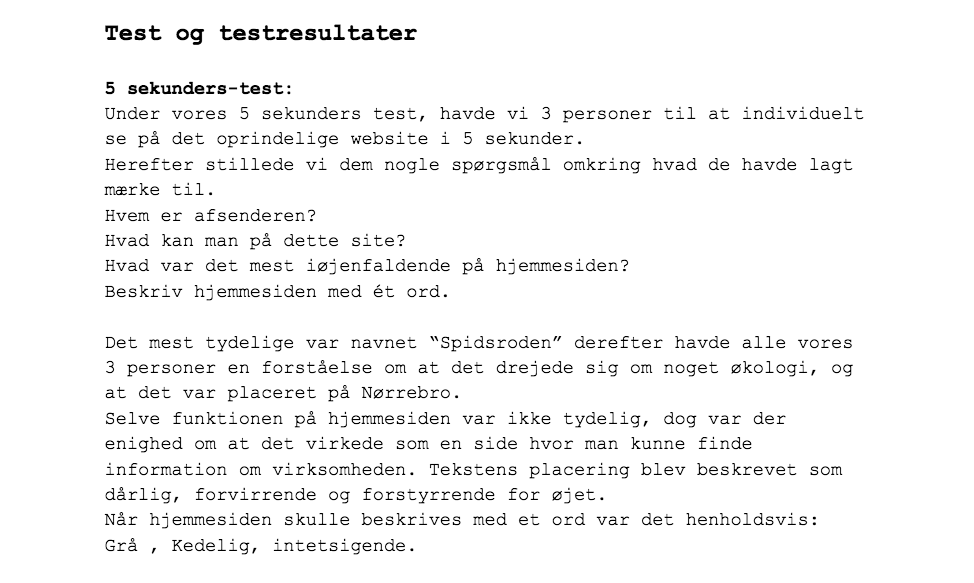 Test og testresultater
5 sekunders-test:
Under vores 5 sekunders test, havde vi 3 personer til at individuelt
se på det oprindelige website i 5 sekunder.
Herefter stillede vi dem nogle spørgsmål omkring hvad de havde lagt
mærke til.
Hvem er afsenderen?
Hvad kan man på dette site?
Hvad var det mest iøjenfaldende på hjemmesiden?
Beskriv hjemmesiden med ét ord.
Det mest tydelige var navnet “Spidsroden” derefter havde alle vores
3 personer en forståelse om at det drejede sig om noget økologi, og
at det var placeret på Nørrebro.
Selve funktionen på hjemmesiden var ikke tydelig, dog var der
enighed om at det virkede som en side hvor man kunne finde
information om virksomheden. Tekstens placering blev beskrevet som
dårlig, forvirrende og forstyrrende for øjet.
Når hjemmesiden skulle beskrives med et ord var det henholdsvis:
Grå , Kedelig, intetsigende.